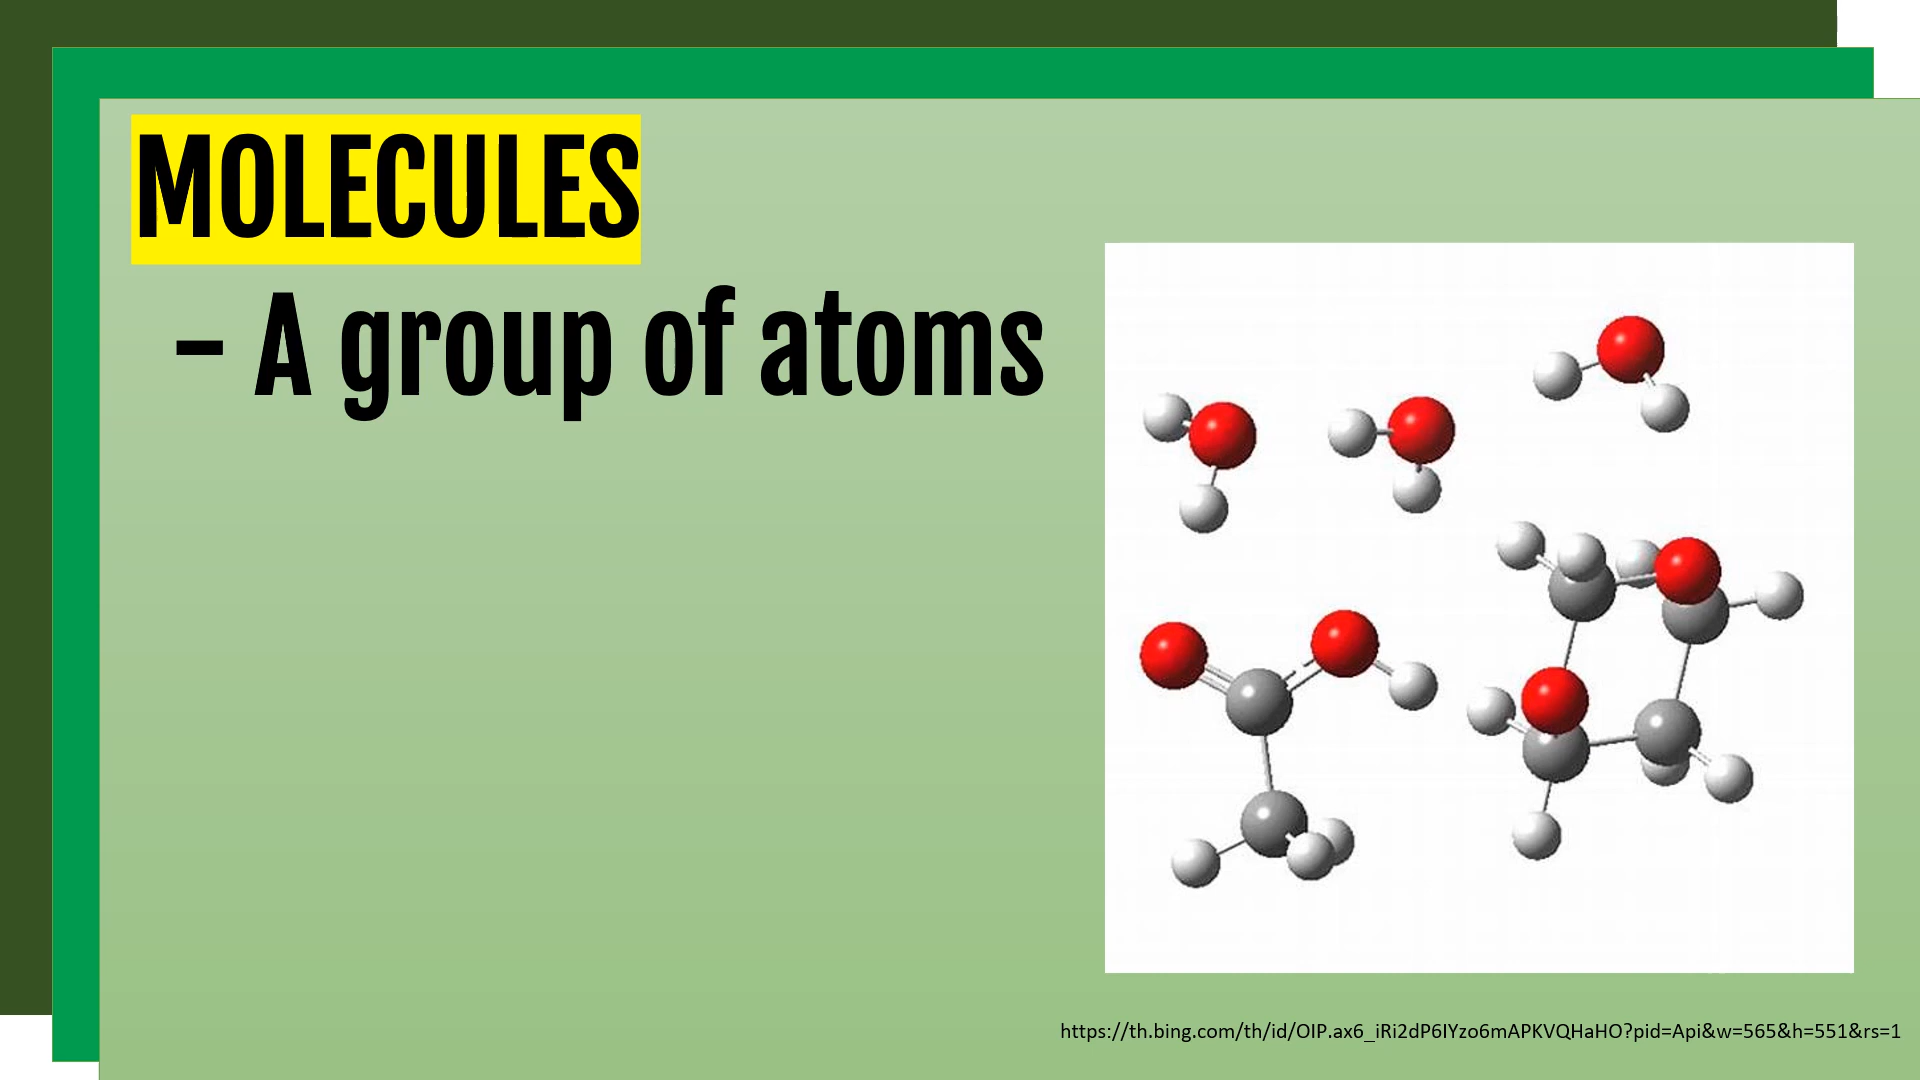 MOLECULES
– A group of atoms
https://th.bing.com/th/id/OIP.ax6_iRi2dP6IYzo6mAPKVQHaHO?pid=Api&w=565&h=551&rs=1